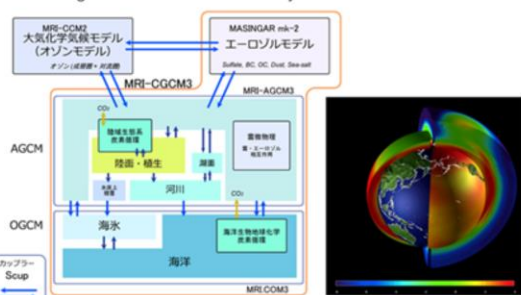 MRI-CCM2
大気化学気候モデル
(オゾンモデル)
オゾン(成層圏+対流圏)
MASINGAR mk-2
エーロゾルモデル
Sulfate, BC, OC, Dust, Sea-salt
MRI-CGCM3
MRI-AGCM3
AGCM
CO₂
陸域生態系
炭素循環
陸面・植生
湖面
雲微物理
雲・エーロゾル
相互作用
河川
CO₂
OGCM
海氷
海洋生物地球化学
炭素循環
海洋
カップラー
Scup
MRI.COM3